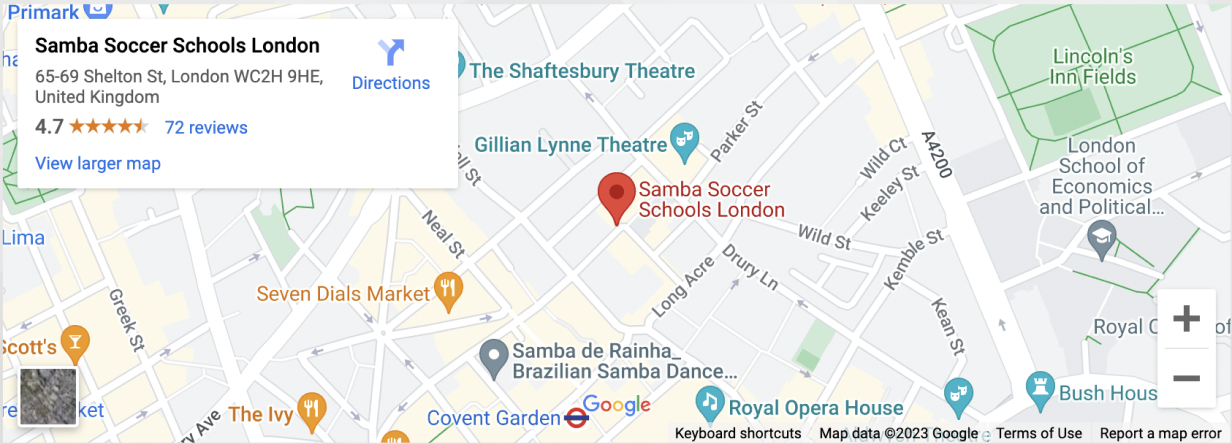 Primark
Samba Soccer Schools London
65-69 Shelton St, London WC2H 9HE,
United Kingdom
Directions
4.7
72 reviews
View larger map
The Shaftesbury Theatre
Lincoln's
Inn Fields
Gillian Lynne Theatre
Parker St
A4200
Wild Ct
London
School of
Economics
and Political...
Samba Soccer
Schools London
Keeley St
Neal St
Lima
Wild St
Kemble St
Drury Ln
Long Acre
Seven Dials Market
Greek St
Kean St
Royal
Scott's
Samba de Rainha_
Brazilian Samba Dance...
Bush Hous
The Ivy
Covent Garden
Google
Royal Opera House
Keyboard shortcuts
Map data ©2023 Google
Terms of Use
Report a map error